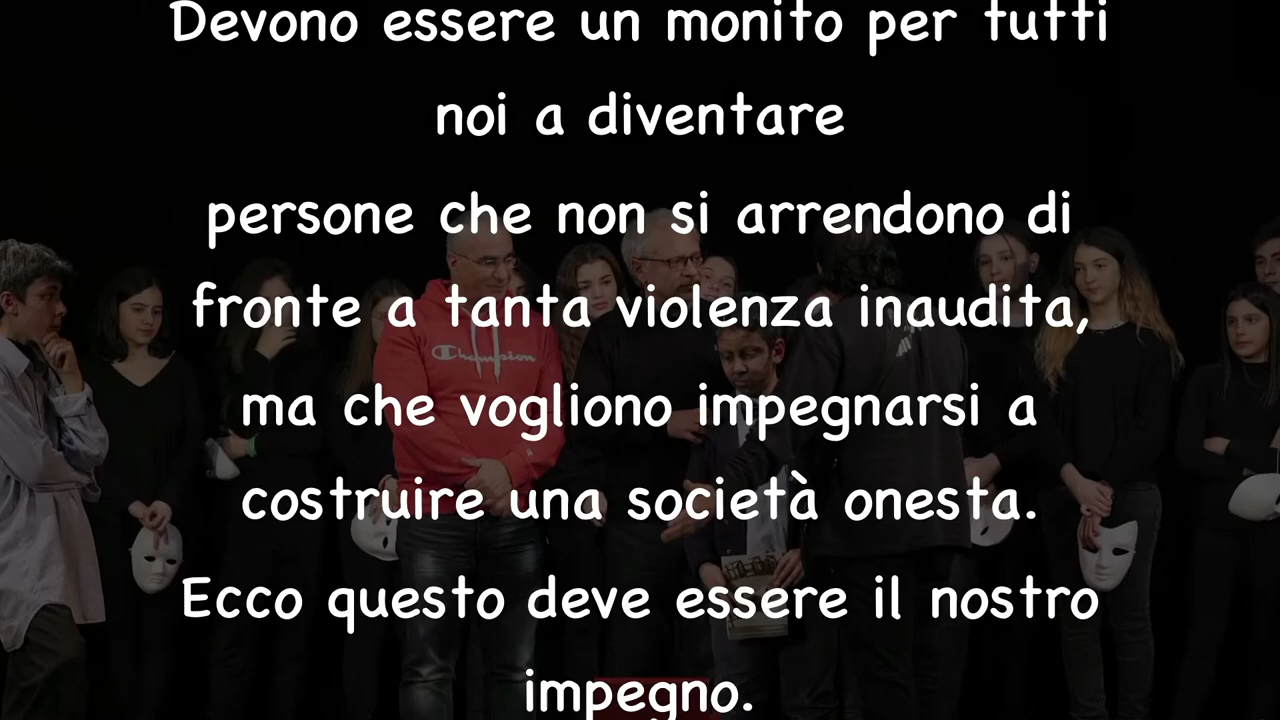 Devono essere un monito per tutti
noi a diventare
persone che non si arrendono di
fronte a tanta violenza inaudita,
ma che vogliono impegnarsi a
costruire una società onesta.
Ecco questo deve essere il nostro
impegno.
Champion